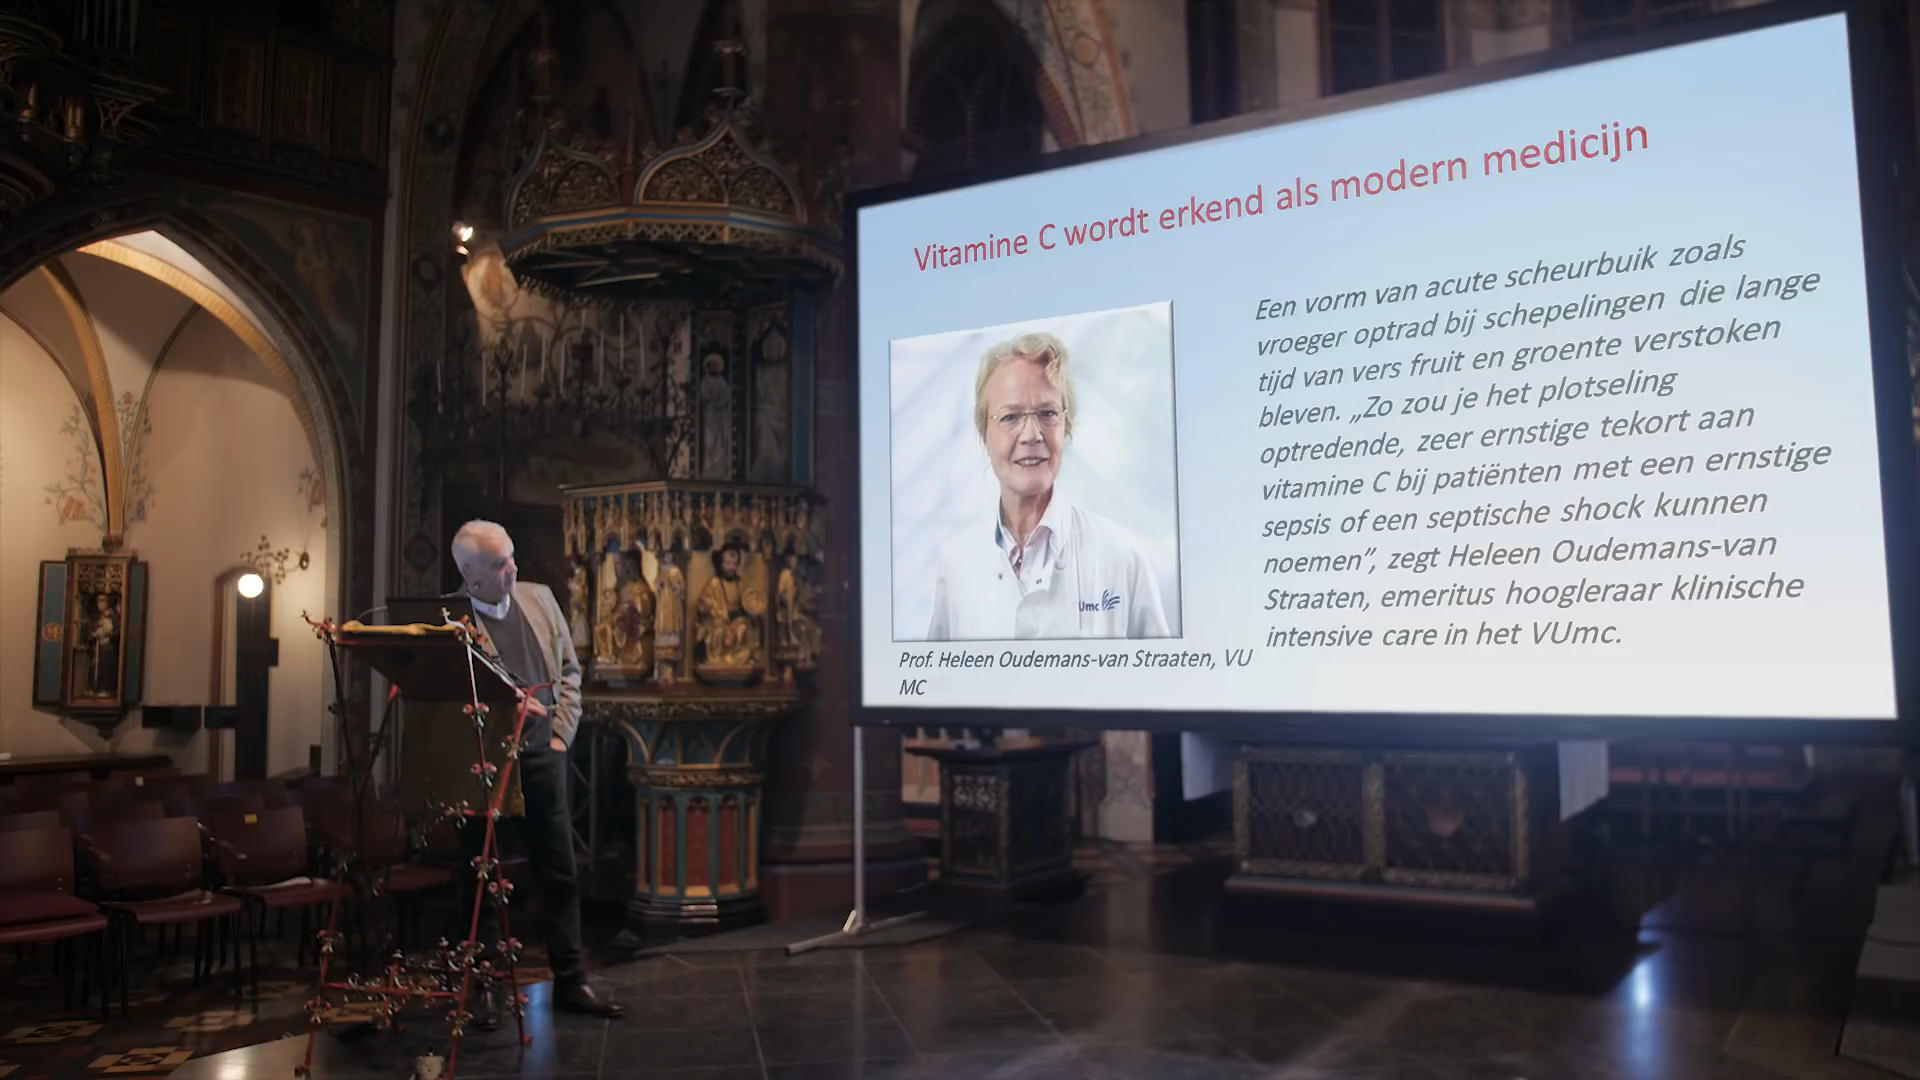 Vitamine C wordt erkend als modern medicijn
Een vorm van acute scheurbuik zoals
vroeger optrad bij schepelingen die lange
tijd van vers fruit en groente verstoken
bleven. „Zo zou je het plotseling
optredende, zeer ernstige tekort aan
vitamine C bij patiënten met een ernstige
sepsis of een septische shock kunnen
noemen”, zegt Heleen Oudemans-van
Straaten, emeritus hoogleraar klinische
intensive care in het VUmc.
Umc
Prof. Heleen Oudemans-van Straaten, VU
MC